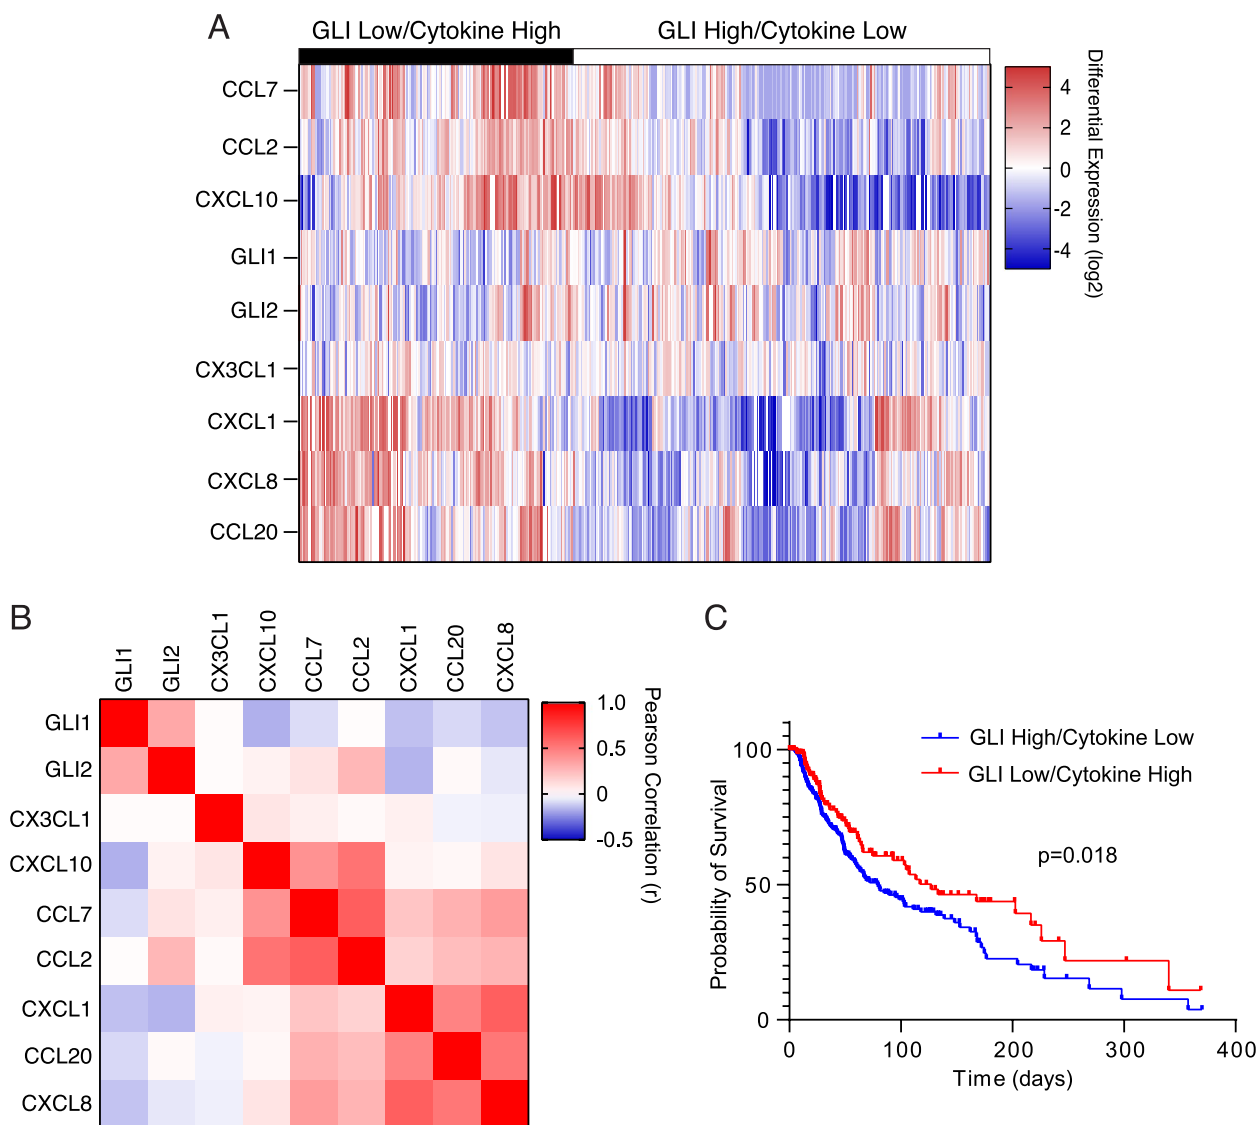 A
GLI Low/Cytokine High
GLI High/Cytokine Low
CCL7
CCL2
CXCL10
GLI1
GLI2
CX3CL1
CXCL1
CXCL8
CCL20
4
2
0
-2
-4
Differential Expression (log2)
B
GLI1
GLI2
CX3CL1
CXCL10
CCL7
CCL2
CXCL1
CCL20
CXCL8
GLI1
GLI2
CX3CL1
CXCL10
CCL7
CCL2
CXCL1
CCL20
CXCL8
1.0
0.5
0
-0.5
Pearson Correlation (r)
C
GLI High/Cytokine Low
GLI Low/Cytokine High
p=0.018
Probability of Survival
100
50
0
0
100
200
300
400
Time (days)